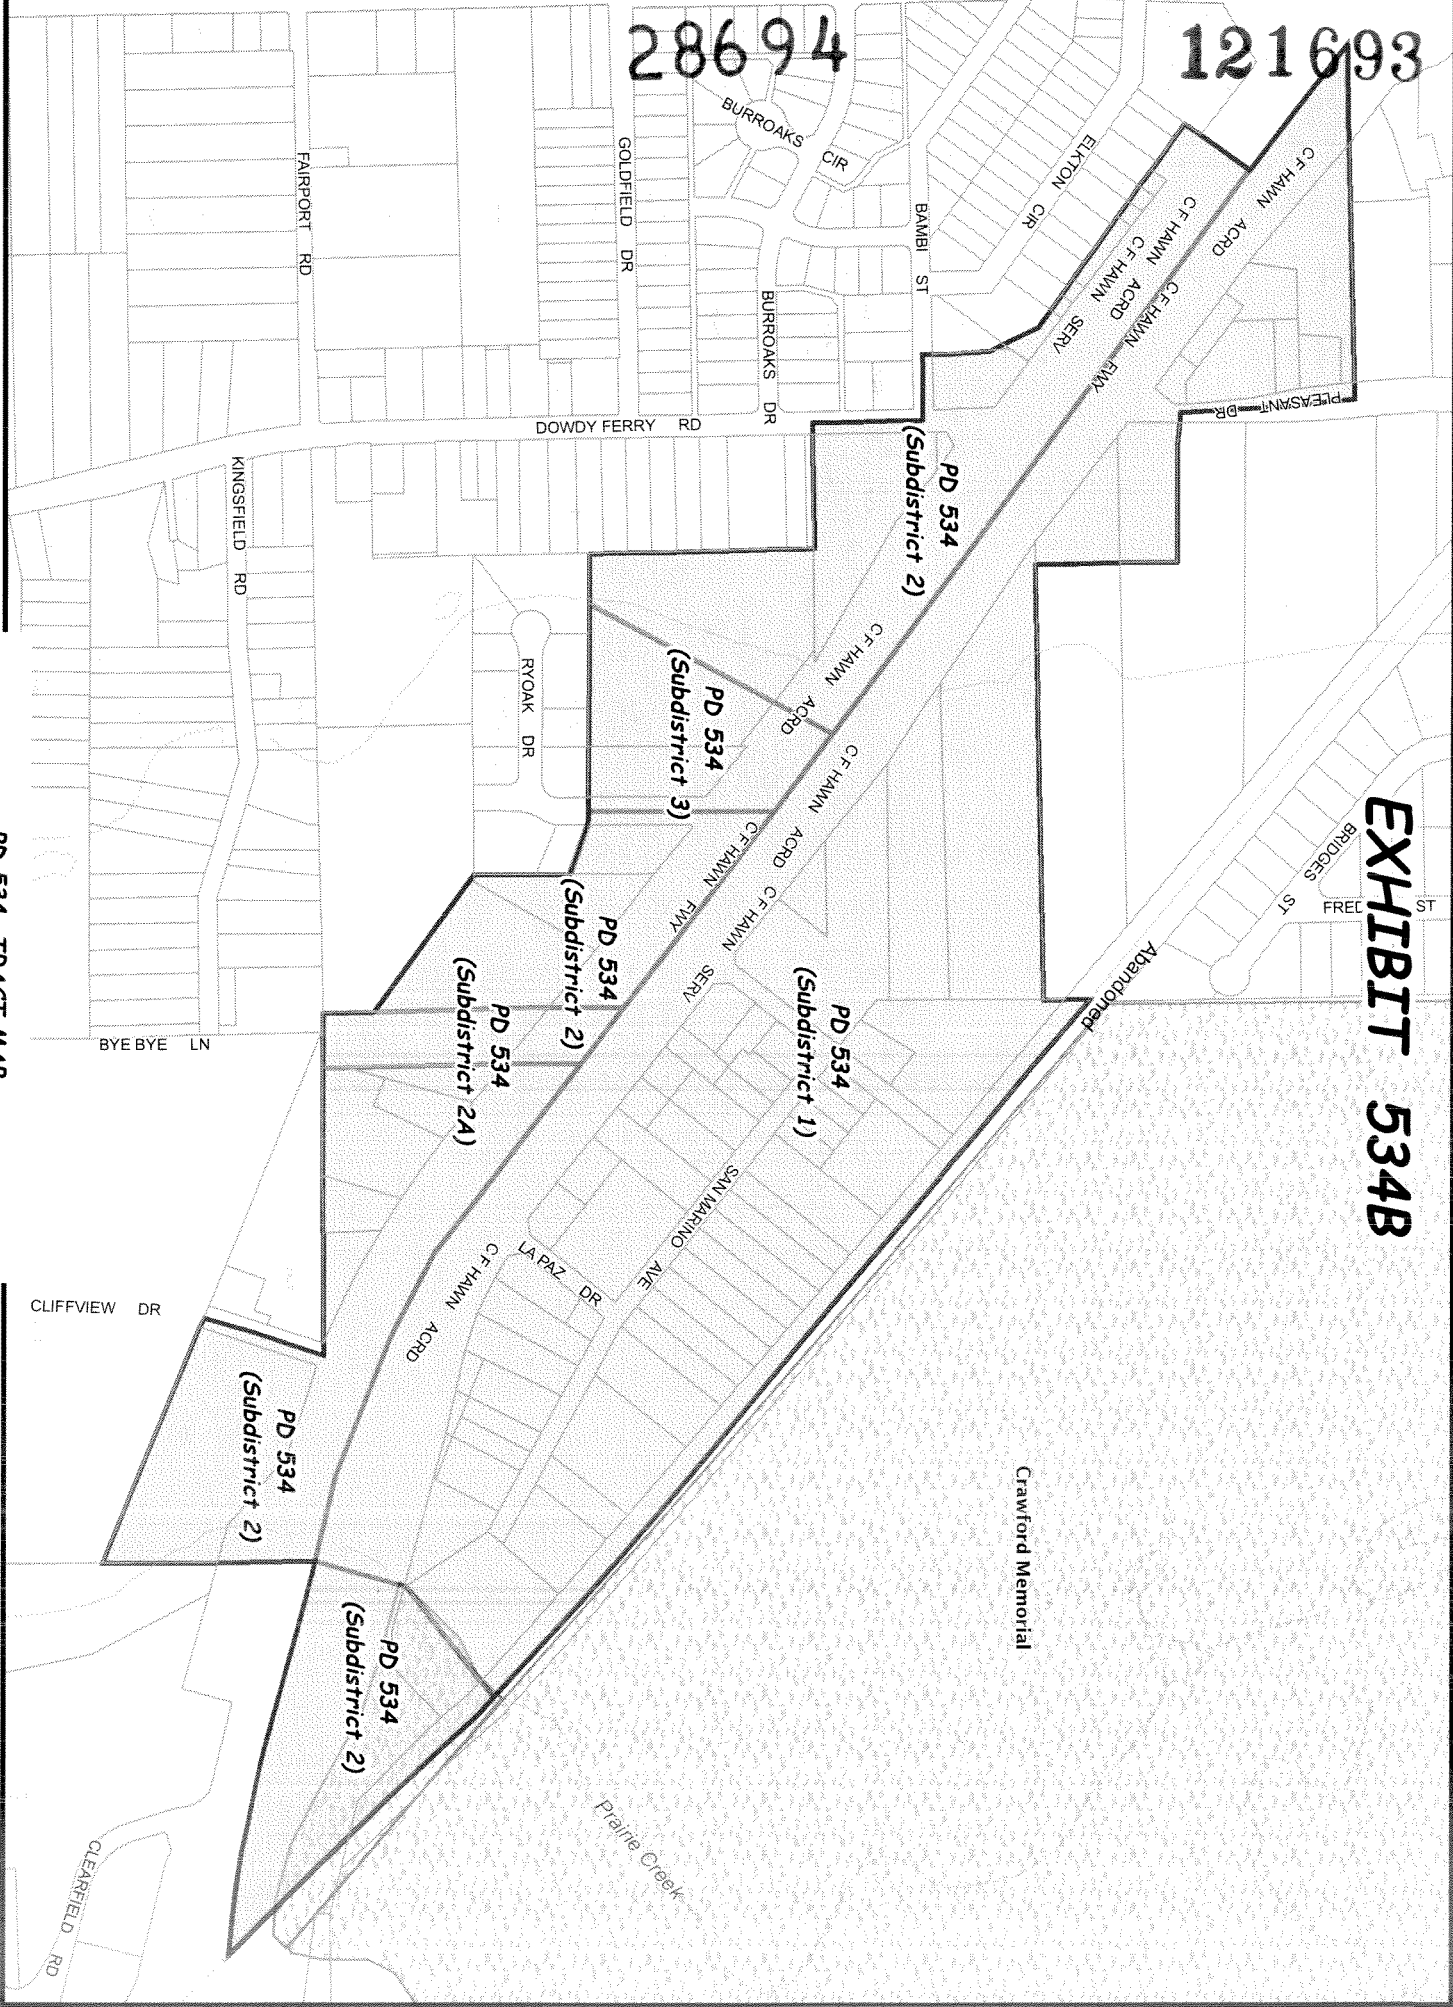 28694
121693
EXHIBIT 534B
BURROAKS CIR
ELKTON CIR
FAIRPORT RD
GOLDFIELD DR
BAMBI ST
BURROAKS DR
C F HAWN ACRD
C F HAWN ACRD
C F HAWN SERV
C F HAWN FWY
PLEASANT DR
DOWDY FERRY RD
KINGSFIELD RD
PD 534
(Subdistrict 2)
C F HAWN ACRD
RYOAK DR
PD 534
(Subdistrict 3)
C F HAWN ACRD
C F HAWN FWY
C F HAWN SERV
BRIDGES ST
FRED ST
Abandoned
PD 534
(Subdistrict 2)
PD 534
(Subdistrict 1)
PD 534
(Subdistrict 2A)
BYE BYE LN
SAN MARINO AVE
LA PAZ DR
C F HAWN ACRD
CLIFFVIEW DR
PD 534
(Subdistrict 2)
Crawford Memorial
PD 534
(Subdistrict 2)
Prairie Creek
CLEARFIELD RD